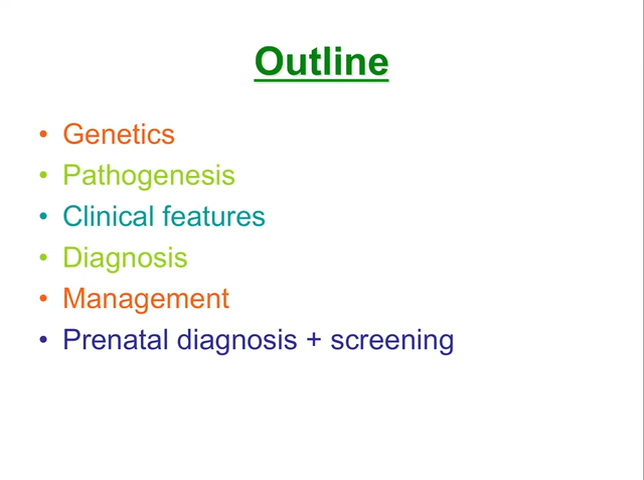 Outline
• Genetics
• Pathogenesis
• Clinical features
• Diagnosis
• Management
• Prenatal diagnosis + screening